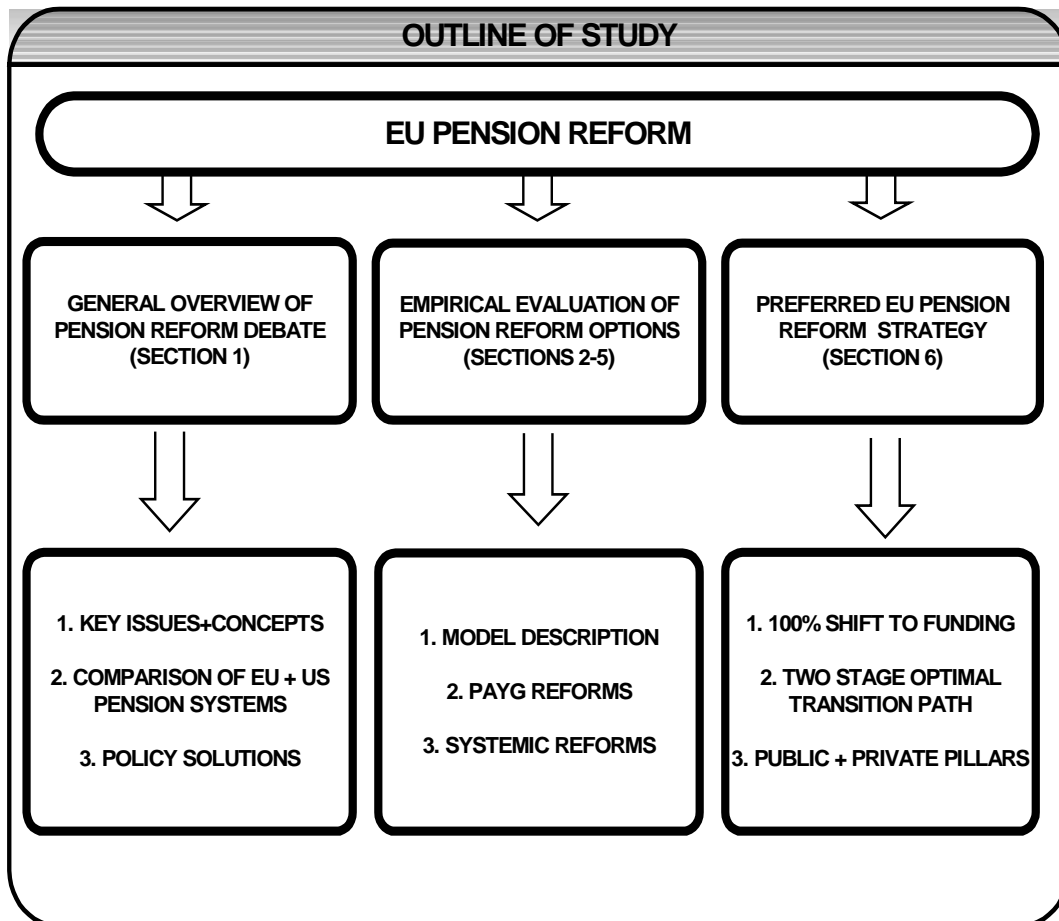 OUTLINE OF STUDY
EU PENSION REFORM
GENERAL OVERVIEW OF
PENSION REFORM DEBATE
(SECTION 1)
EMPIRICAL EVALUATION OF
PENSION REFORM OPTIONS
(SECTIONS 2-5)
PREFERRED EU PENSION
REFORM STRATEGY
(SECTION 6)
1. KEY ISSUES+CONCEPTS
2. COMPARISON OF EU + US
PENSION SYSTEMS
3. POLICY SOLUTIONS
1. MODEL DESCRIPTION
2. PAYG REFORMS
3. SYSTEMIC REFORMS
1. 100% SHIFT TO FUNDING
2. TWO STAGE OPTIMAL
TRANSITION PATH
3. PUBLIC + PRIVATE PILLARS